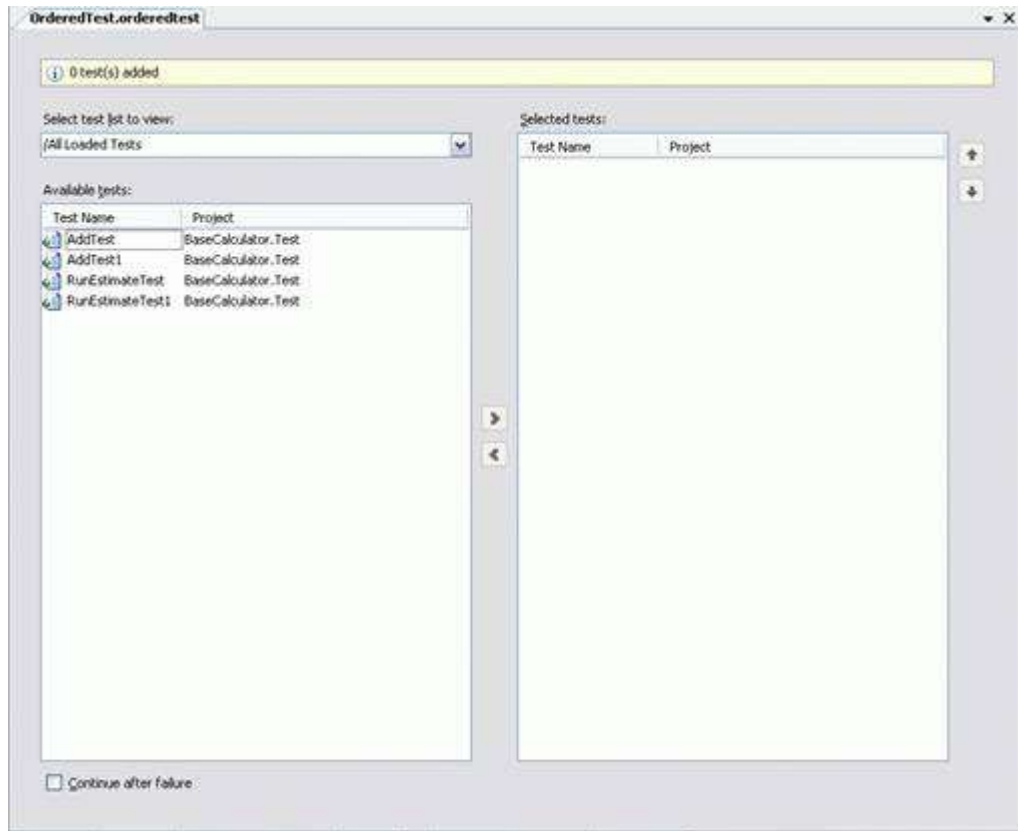 OrderedTest.orderedtest
0 test(s) added
Select test list to view:
/All Loaded Tests
Available tests:
Test Name Project
AddTest BaseCalculator.Test
AddTest1 BaseCalculator.Test
RunEstimateTest BaseCalculator.Test
RunEstimateTest1 BaseCalculator.Test
Continue after failure
Selected tests:
Test Name Project